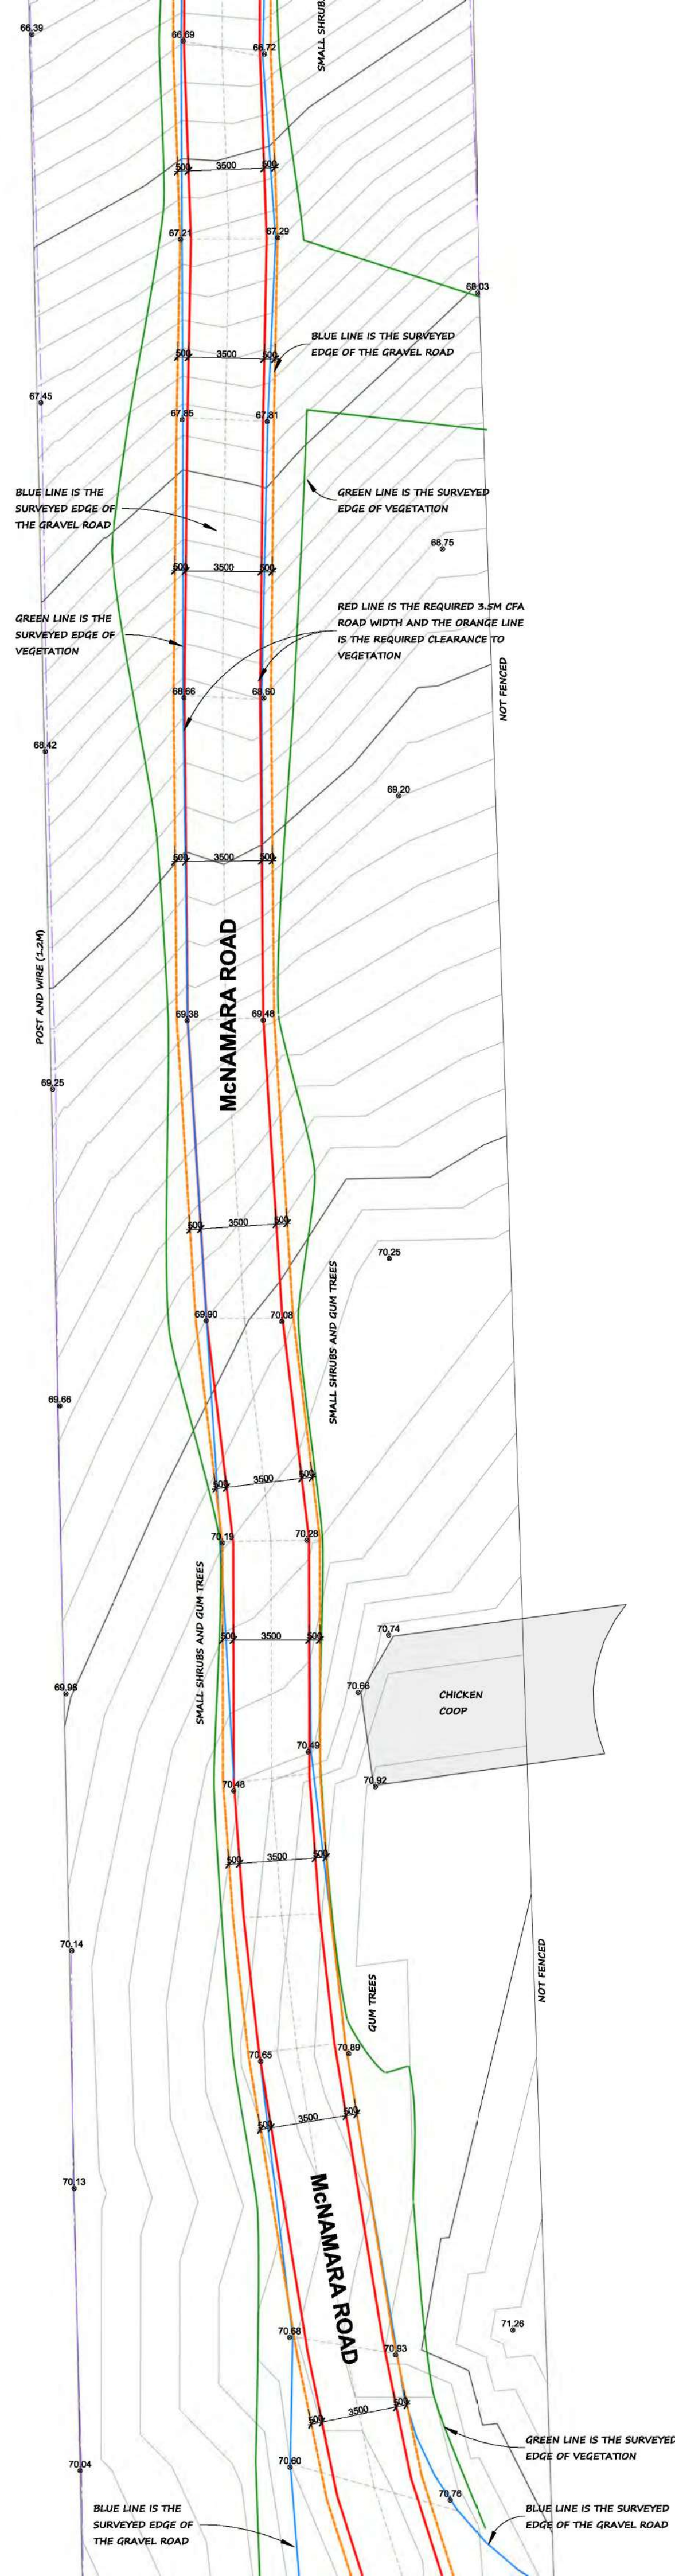 66.39
66.69
66.72
SMALL SHRUB
500
3500
500
67.21
67.29
68.03
BLUE LINE IS THE SURVEYED
EDGE OF THE GRAVEL ROAD
500
3500
500
67.45
67.85
67.81
BLUE LINE IS THE
SURVEYED EDGE OF
THE GRAVEL ROAD
GREEN LINE IS THE SURVEYED
EDGE OF VEGETATION
68.75
500
3500
500
RED LINE IS THE REQUIRED 3.5M CFA
ROAD WIDTH AND THE ORANGE LINE
IS THE REQUIRED CLEARANCE TO
VEGETATION
GREEN LINE IS THE
SURVEYED EDGE OF
VEGETATION
NOT FENCED
68.66
68.60
68.42
69.20
500
3500
500
POST AND WIRE (1.2M)
McNAMARA ROAD
69.38
69.48
69.25
500
3500
500
70.25
SMALL SHRUBS AND GUM TREES
69.90
70.08
69.66
500
3500
500
70.19
70.28
SMALL SHRUBS AND GUM TREES
500
3500
500
70.74
69.98
70.66
CHICKEN
COOP
70.49
70.48
70.92
500
3500
500
70.14
NOT FENCED
GUM TREES
70.65
70.89
500
3500
500
70.13
McNAMARA ROAD
71.26
70.68
70.93
500
3500
500
GREEN LINE IS THE SURVEYED
EDGE OF VEGETATION
70.04
70.60
70.76
BLUE LINE IS THE
SURVEYED EDGE OF
THE GRAVEL ROAD
BLUE LINE IS THE SURVEYED
EDGE OF THE GRAVEL ROAD